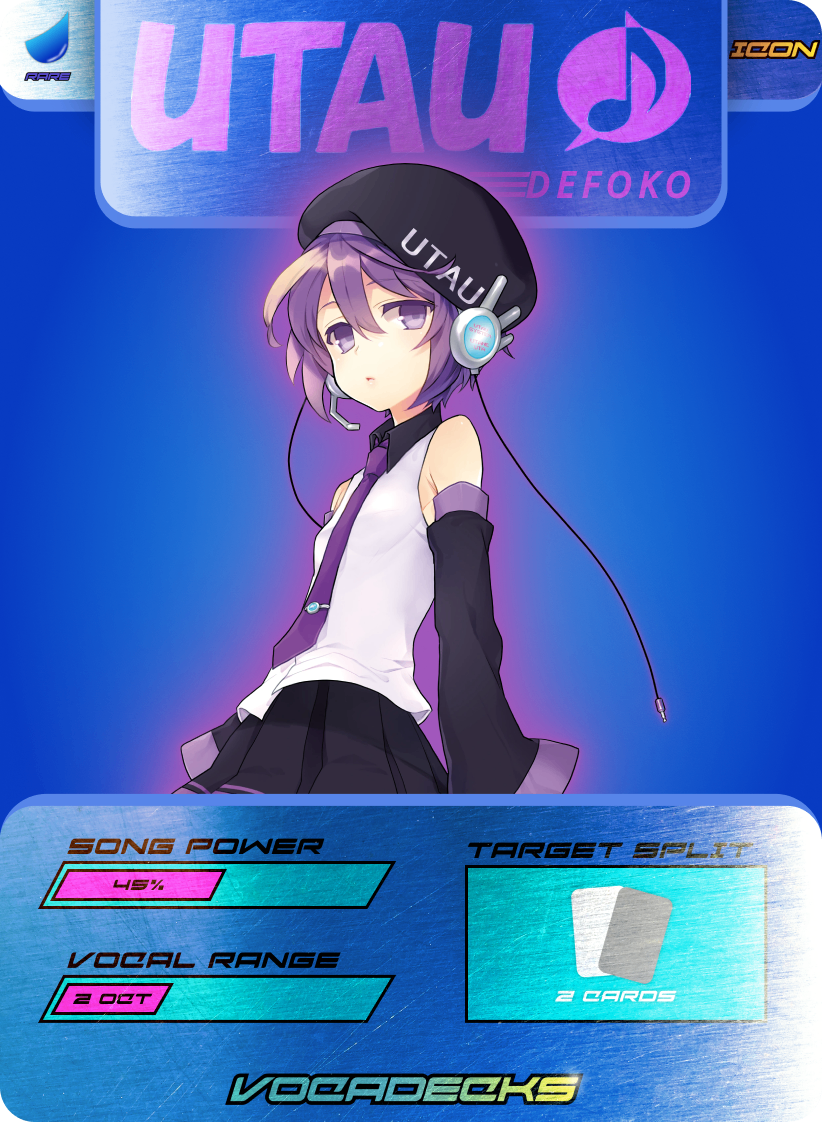 RARE
UTAU
ICON
DEFOKO
UTAU
SONG POWER
45%
VOCAL RANGE
2 OCT
TARGET SPLIT
2 CARDS
VOCADECKS